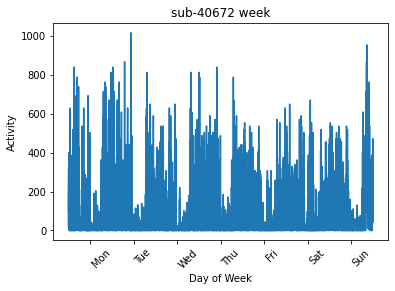 sub-40672 week
1000
800
600
400
200
0
Activity
Mon
Tue
Wed
Thu
Fri
Sat
Sun
Day of Week